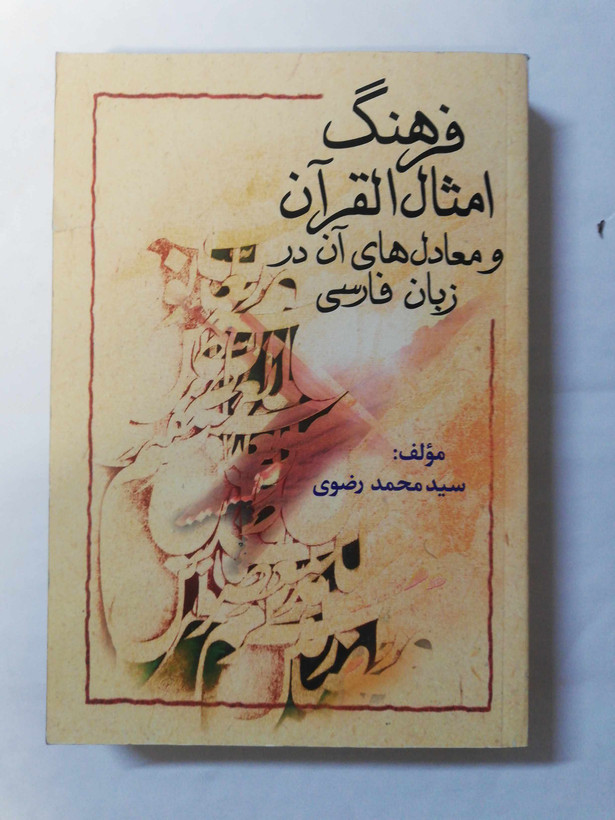 فرهنگ
امثال القرآن
و معادل‌های آن در
زبان فارسی
مؤلف:
سید محمد رضوی